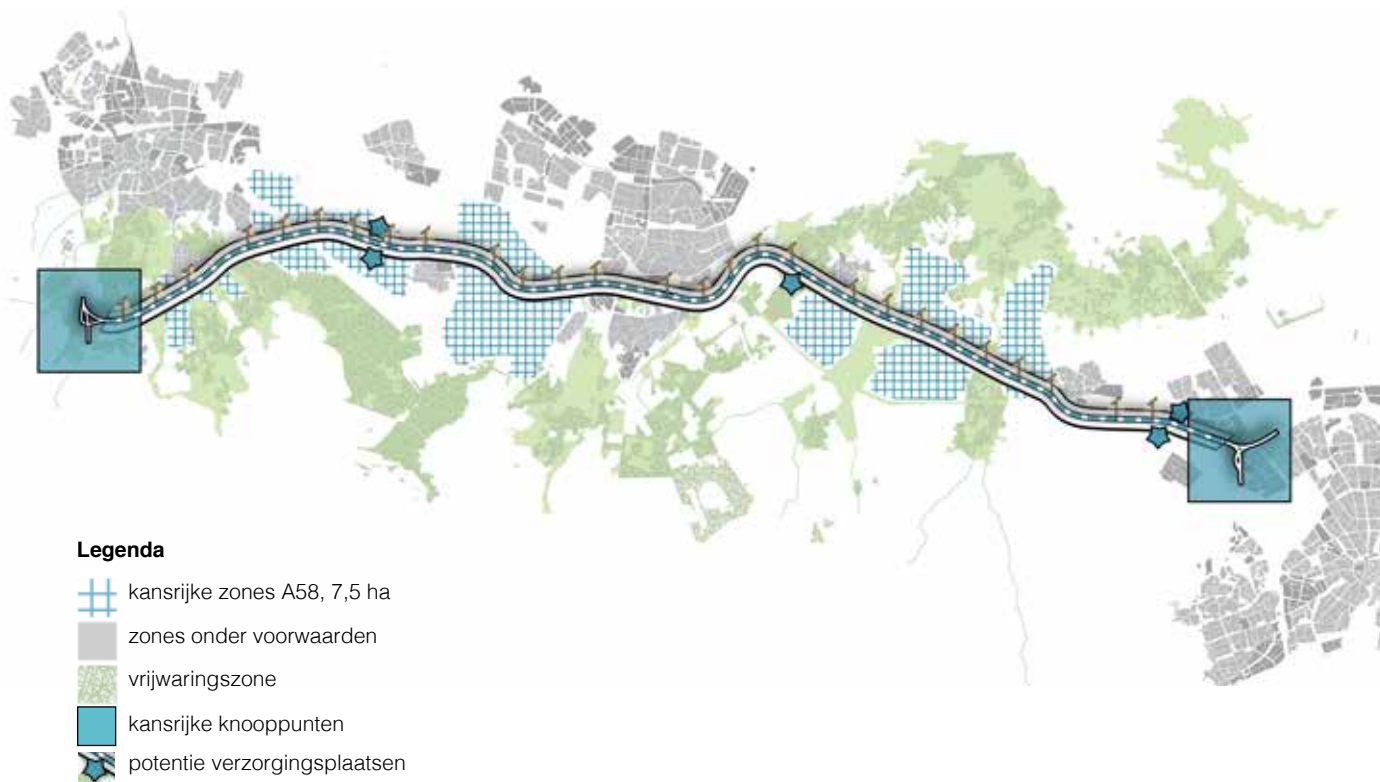 Legenda
kansrijke zones A58, 7,5 ha
zones onder voorwaarden
vrijwaringszone
kansrijke knooppunten
potentie verzorgingsplaatsen